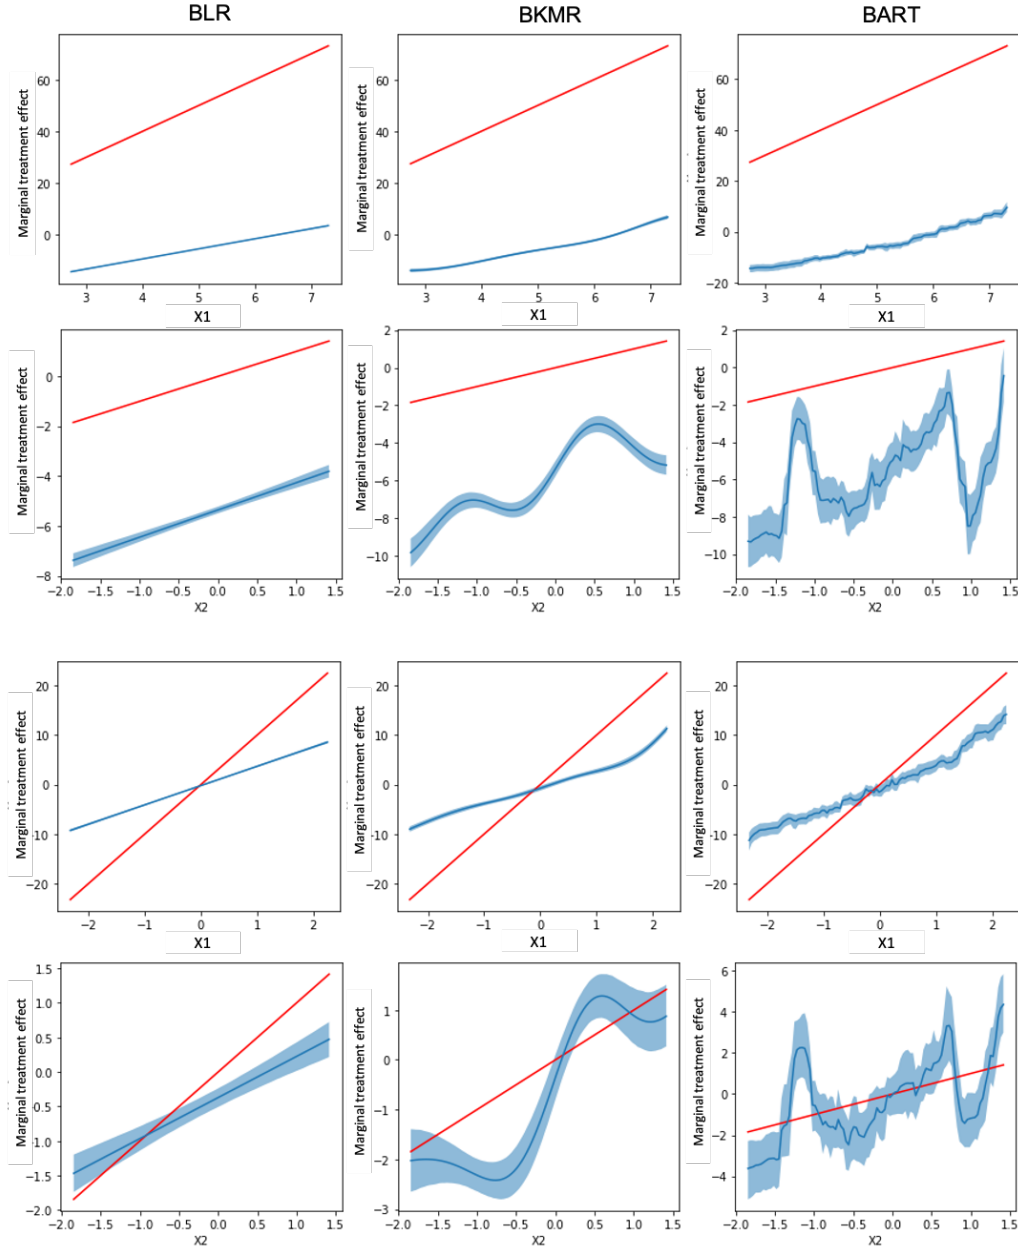 BLR BKMR BART
Marginal treatment effect Marginal treatment effect Marginal treatment effect
60 60 60
40 40 40
20 20 20
0 0 0
−20
3 4 5 6 7 3 4 5 6 7 3 4 5 6 7
X1 X1 X1
Marginal treatment effect Marginal treatment effect Marginal treatment effect
0 −2 −4 −6 −8
2 0 −2 −4 −6 −8 −10
2 0 −2 −4 −6 −8 −10
−2.0 −1.5 −1.0 −0.5 0.0 0.5 1.0 1.5 −2.0 −1.5 −1.0 −0.5 0.0 0.5 1.0 1.5 −2.0 −1.5 −1.0 −0.5 0.0 0.5 1.0 1.5
X2 X2 X2
Marginal treatment effect Marginal treatment effect Marginal treatment effect
20 20 20
10 10 10
0 0 0
-10 −10 -10
−20 −20 −20
−2 −1 0 1 2 −2 −1 0 1 2 −2 −1 0 1 2
X1 X1 X1
Marginal treatment effect Marginal treatment effect Marginal treatment effect
1.5 1.0 0.5 0.0 0.5 −1.0 −1.5 −2.0
1 0 −1 −2 −3
6 4 2 0 −2 −4
−2.0 −1.5 −1.0 −0.5 0.0 0.5 1.0 1.5 −2.0 −1.5 −1.0 −0.5 0.0 0.5 1.0 1.5 −2.0 −1.5 −1.0 −0.5 0.0 0.5 1.0 1.5
X2 X2 X2